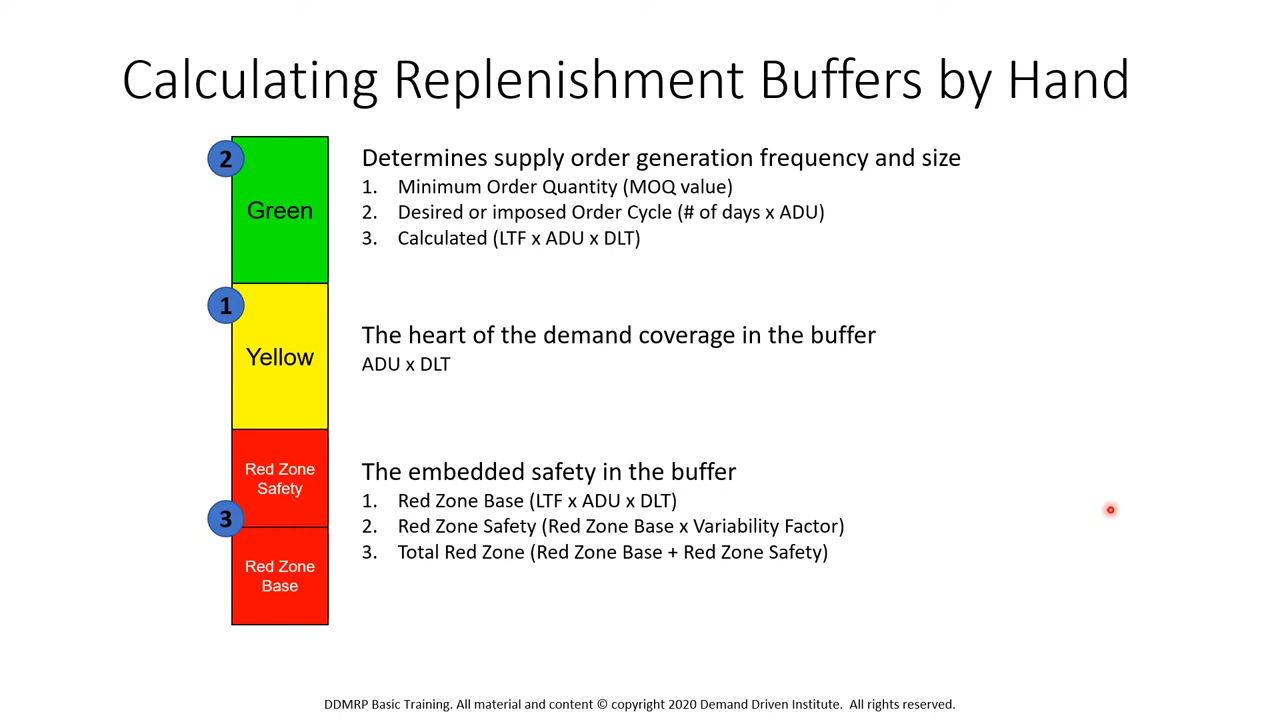 Calculating Replenishment Buffers by Hand
2
Green
Determines supply order generation frequency and size
1. Minimum Order Quantity (MOQ value)
2. Desired or imposed Order Cycle (# of days x ADU)
3. Calculated (LTF x ADU x DLT)
1
Yellow
The heart of the demand coverage in the buffer
ADU x DLT
Red Zone
Safety
The embedded safety in the buffer
1. Red Zone Base (LTF x ADU x DLT)
2. Red Zone Safety (Red Zone Base x Variability Factor)
3. Total Red Zone (Red Zone Base + Red Zone Safety)
3
Red Zone
Base
DDMRP Basic Training. All material and content © copyright 2020 Demand Driven Institute. All rights reserved.